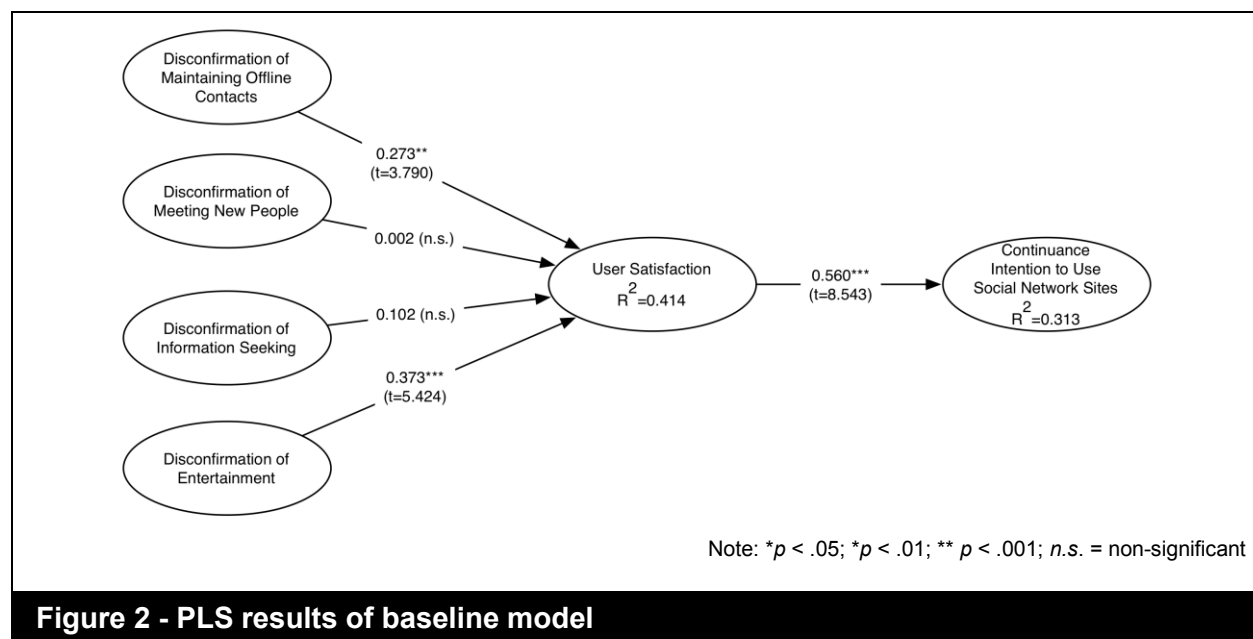 Disconfirmation of
Maintaining Offline
Contacts
0.273**
(t=3.790)
Disconfirmation of
Meeting New People
0.002 (n.s.)
User Satisfaction
R2=0.414
0.560***
(t=8.543)
Continuance
Intention to Use
Social Network Sites
R2=0.313
0.102 (n.s.)
Disconfirmation of
Information Seeking
0.373***
(t=5.424)
Disconfirmation of
Entertainment
Note: *p < .05; *p < .01; ** p < .001; n.s. = non-significant
Figure 2 - PLS results of baseline model